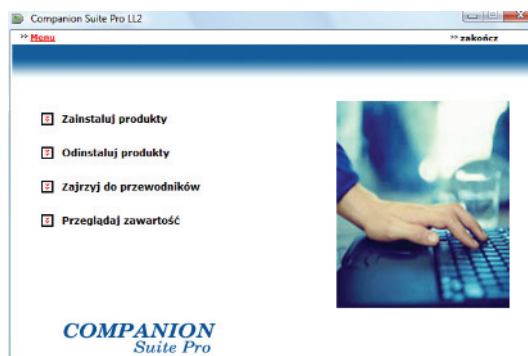 Companion Suite Pro LL2
>> Menu
>> zakończ
Zainstaluj produkty
Odinstaluj produkty
Zajrzyj do przewodników
Przeglądaj zawartość
COMPANION
Suite Pro